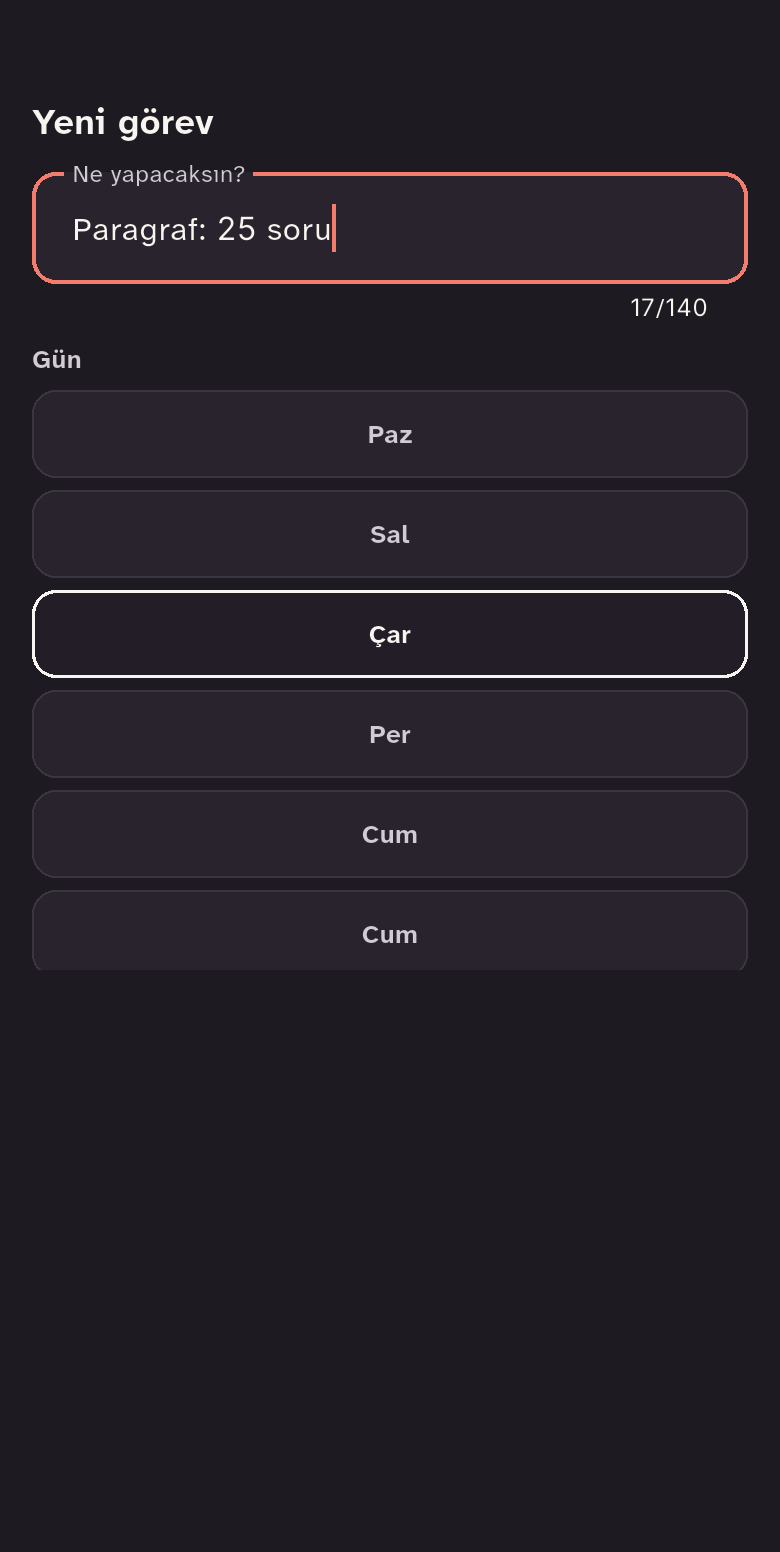 Yeni görev
Ne yapacaksın?
Paragraf: 25 soru
17/140
Gün
Paz
Sal
Çar
Per
Cum
Cum